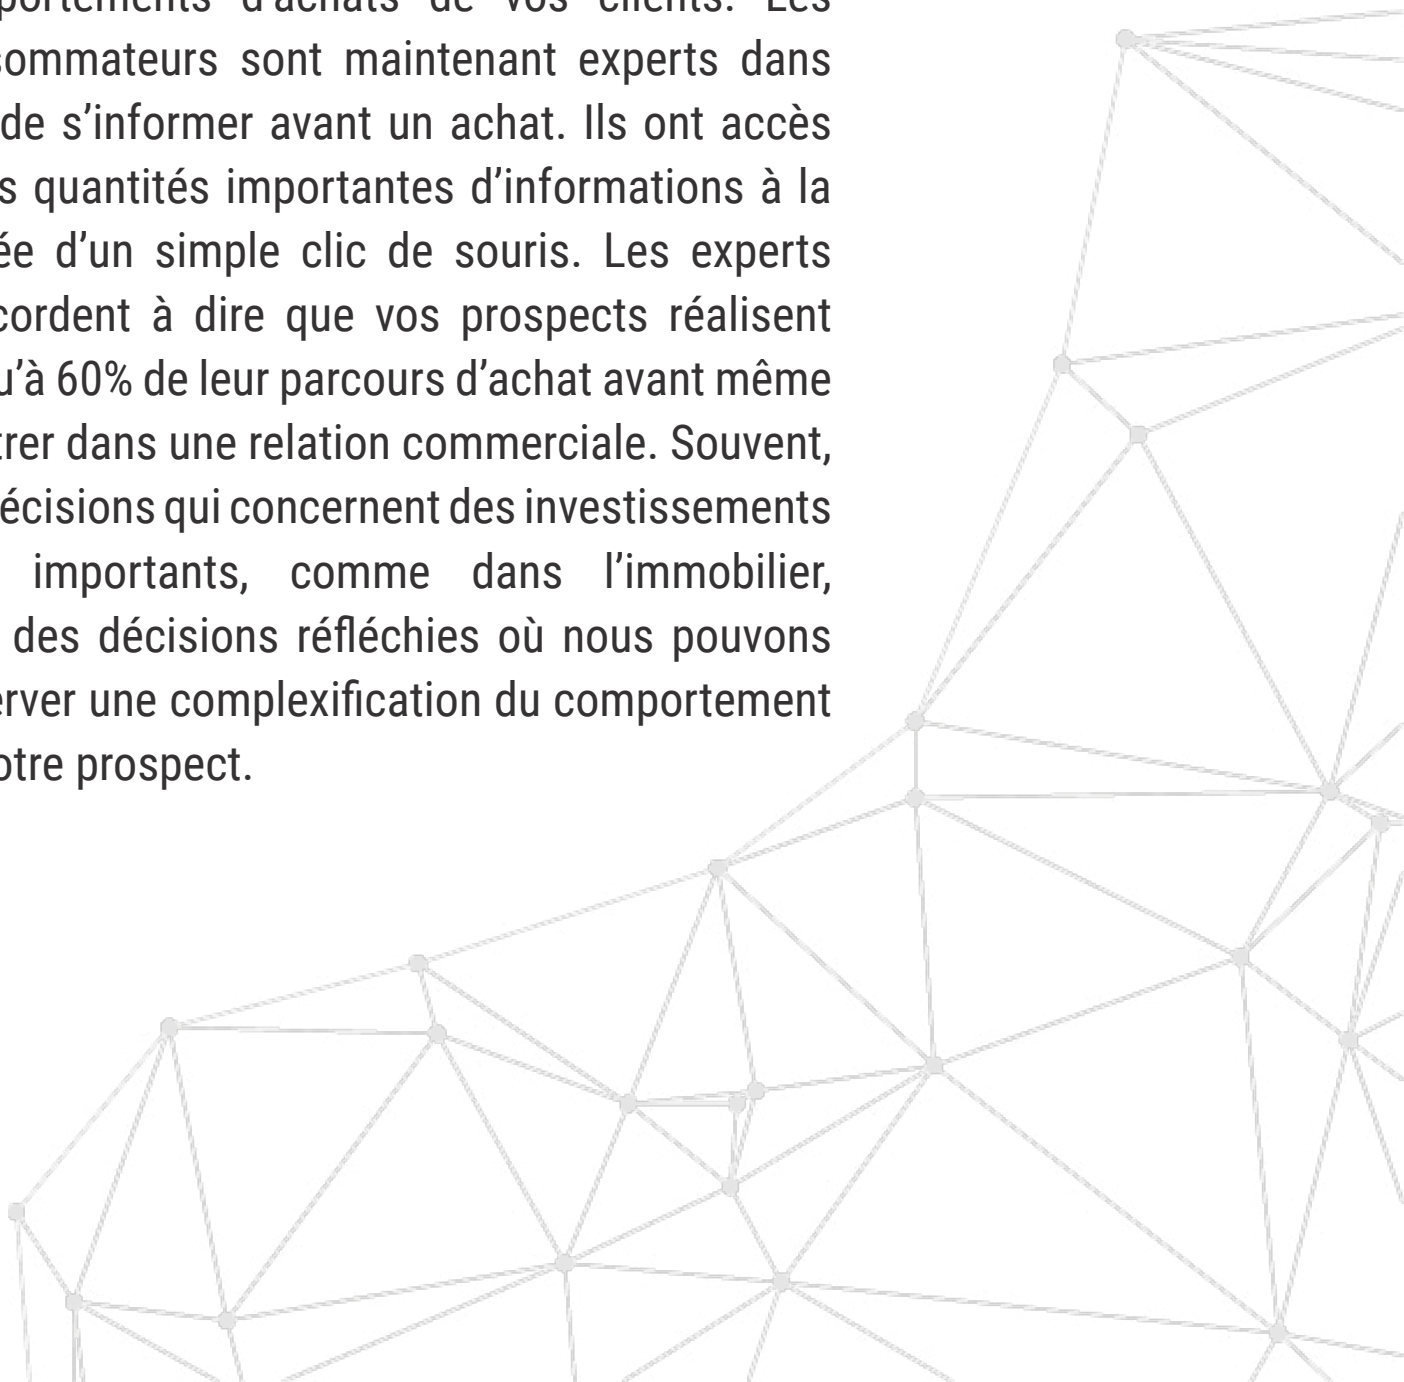 portements d’achats de vos clients. Les
sommateurs sont maintenant experts dans
de s’informer avant un achat. Ils ont accès
s quantités importantes d’informations à la
ée d’un simple clic de souris. Les experts
cordent à dire que vos prospects réalisent
u’à 60% de leur parcours d’achat avant même
trer dans une relation commerciale. Souvent,
écisions qui concernent des investissements
importants, comme dans l’immobilier,
des décisions réfléchies où nous pouvons
erver une complexification du comportement
otre prospect.